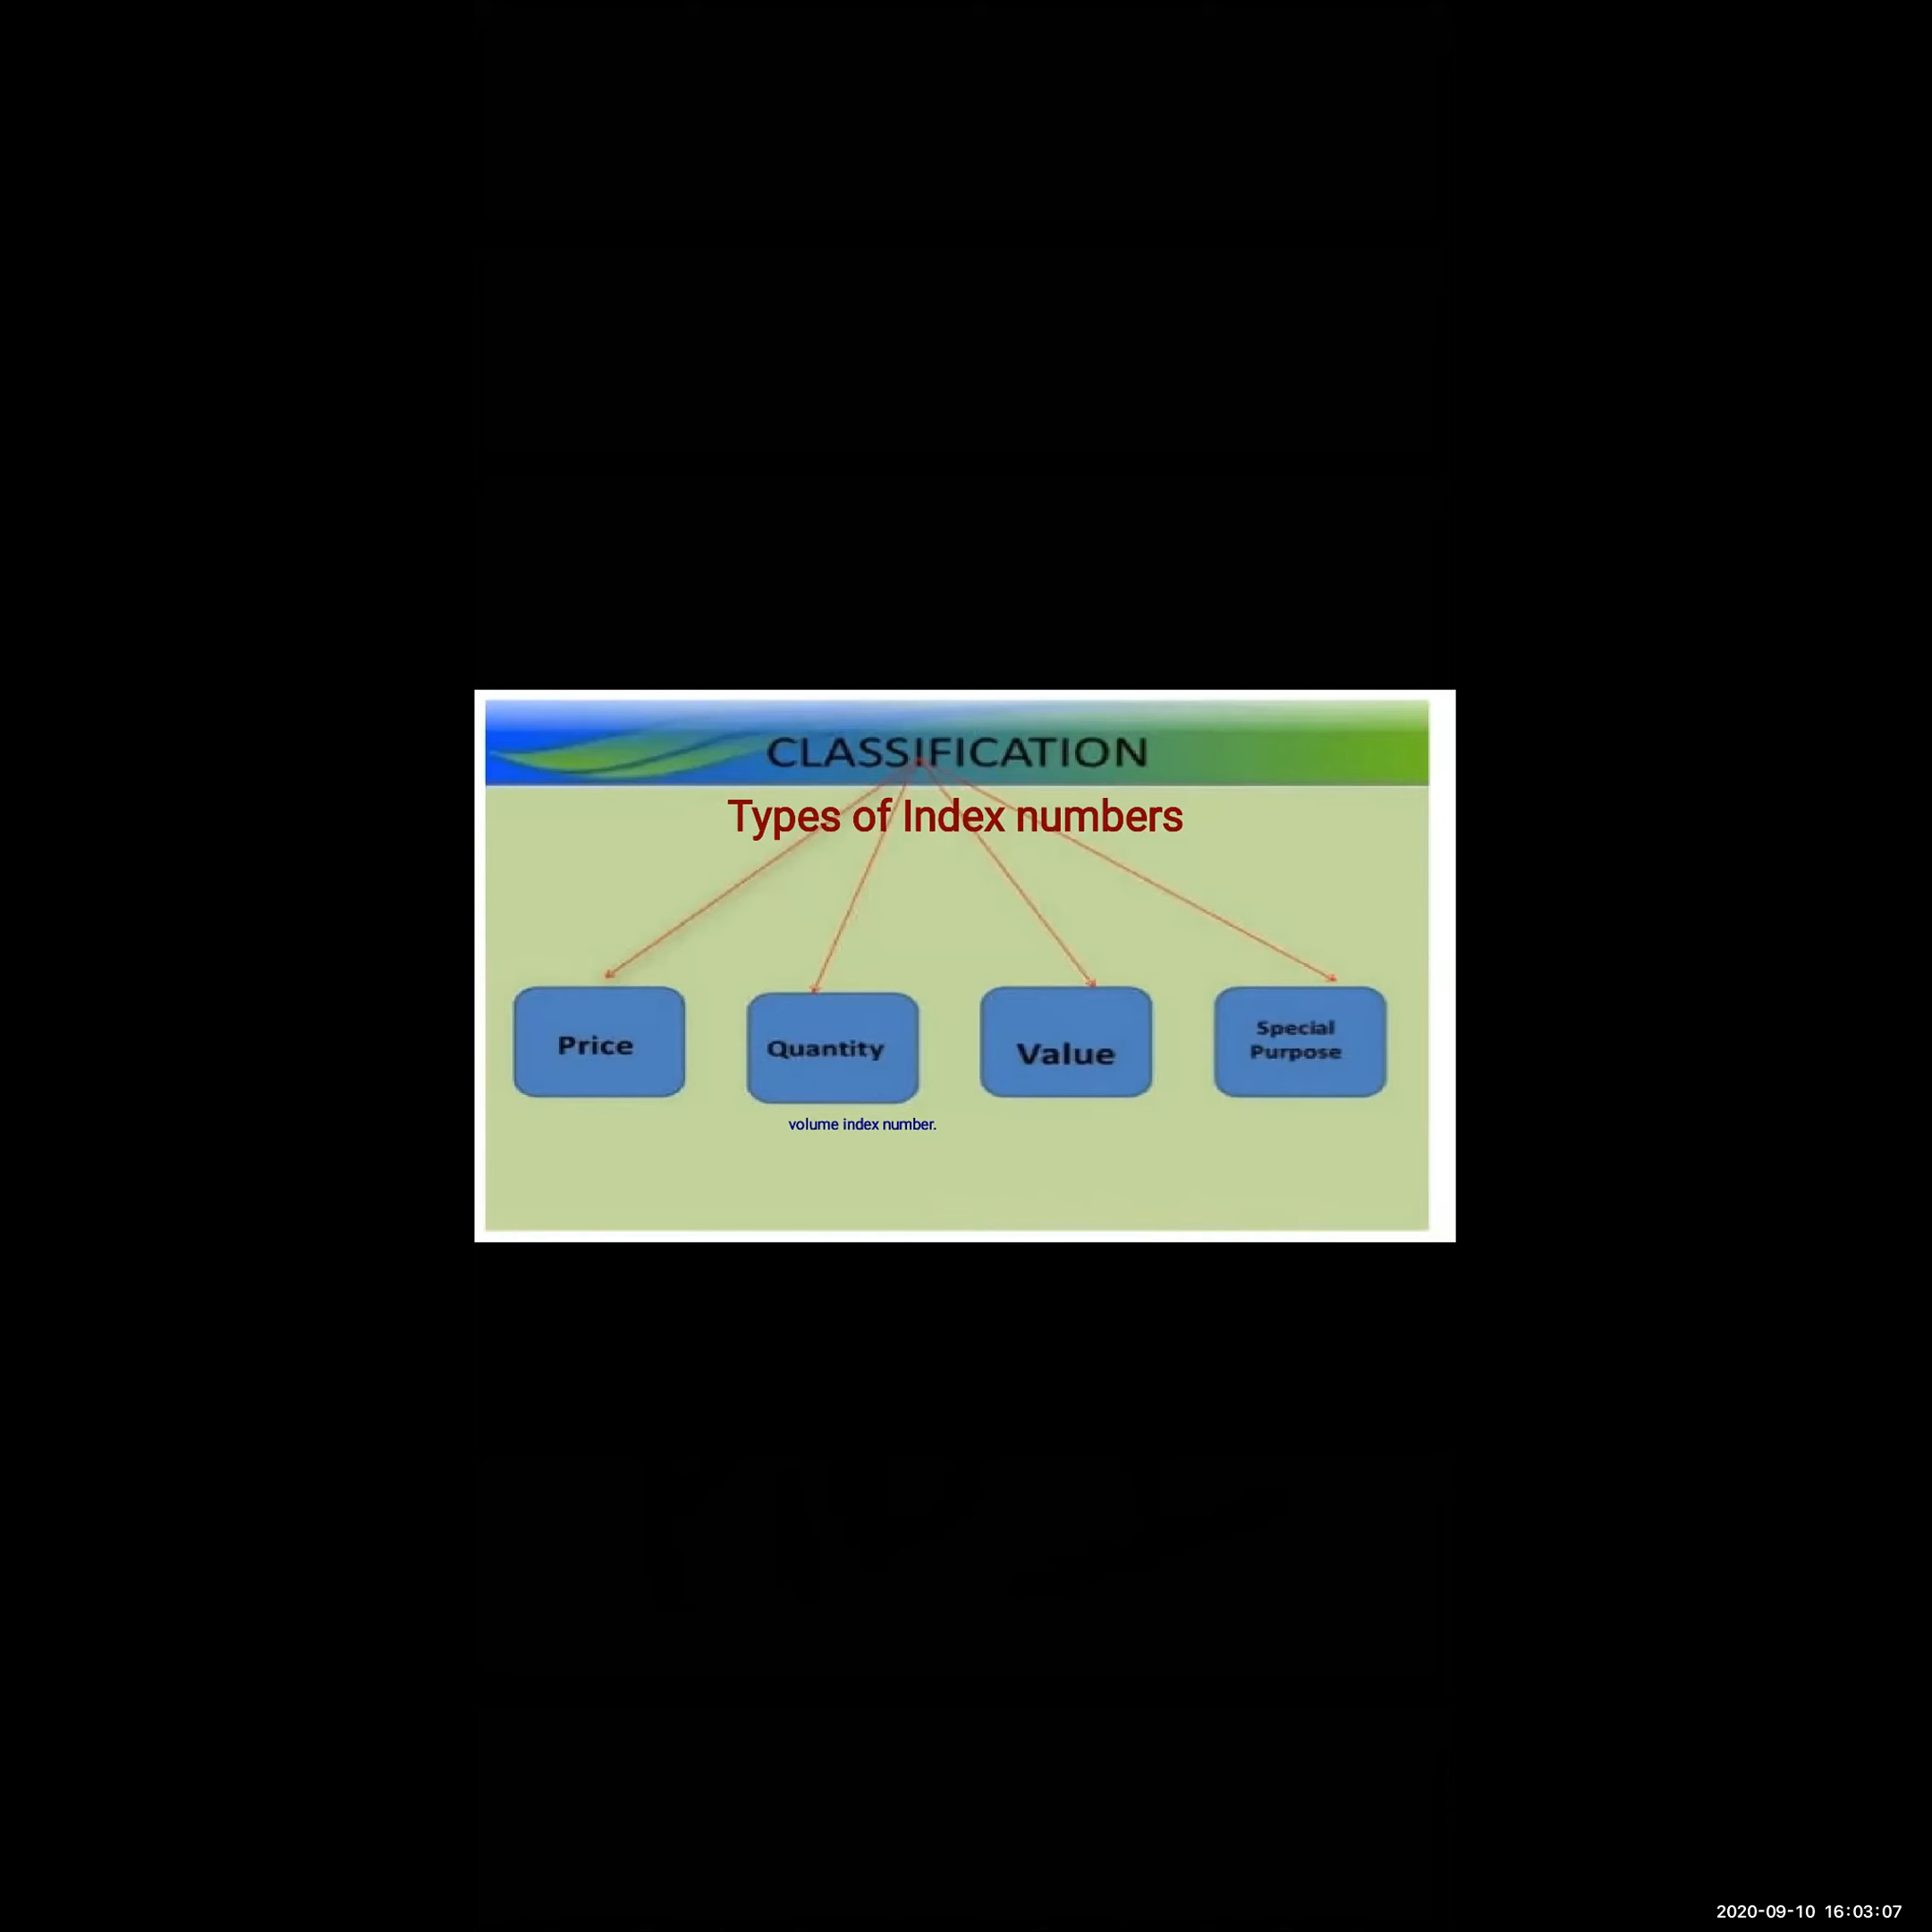 CLASSIFICATION
Types of Index numbers
Price
Quantity
Value
Special
Purpose
volume index number.
2020-09-10 16:03:07